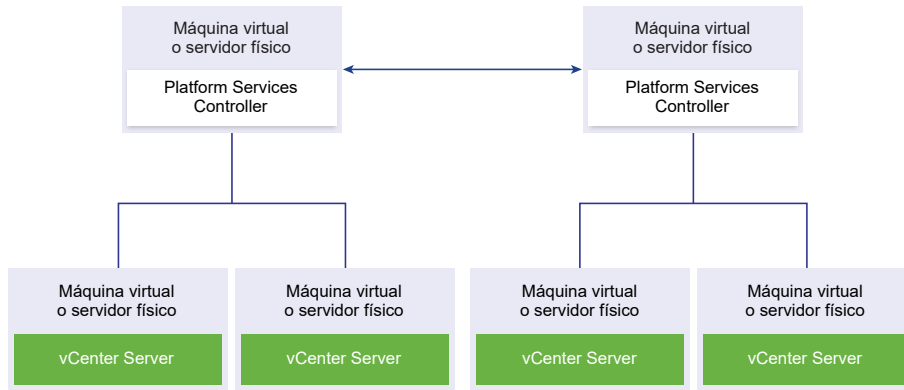 Máquina virtual
o servidor físico
Platform Services
Controller
Máquina virtual
o servidor físico
Platform Services
Controller
Máquina virtual
o servidor físico
vCenter Server
Máquina virtual
o servidor físico
vCenter Server
Máquina virtual
o servidor físico
vCenter Server
Máquina virtual
o servidor físico
vCenter Server